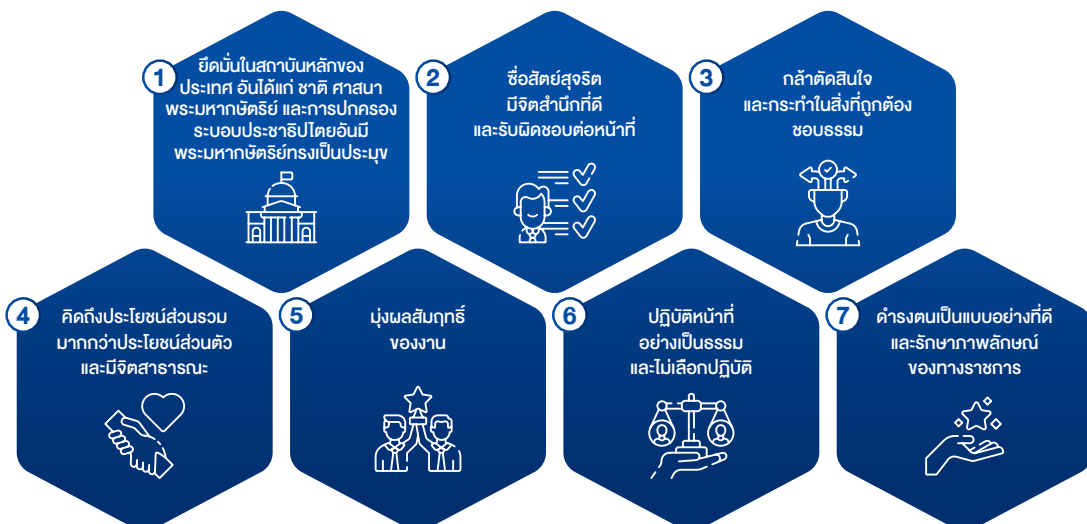 1
ยึดมั่นในสถาบันหลักของ
ประเทศ อันได้แก่ ชาติ ศาสนา
พระมหากษัตริย์ และการปกครอง
ระบอบประชาธิปไตยอันมี
พระมหากษัตริย์ทรงเป็นประมุข
2
ซื่อสัตย์สุจริต
มีจิตสำนึกที่ดี
และรับผิดชอบต่อหน้าที่
3
กล้าตัดสินใจ
และกระทำในสิ่งที่ถูกต้อง
ชอบธรรม
4
คิดถึงประโยชน์ส่วนรวม
มากกว่าประโยชน์ส่วนตัว
และมีจิตสาธารณะ
5
มุ่งผลสัมฤทธิ์
ของงาน
6
ปฏิบัติหน้าที่
อย่างเป็นธรรม
และไม่เลือกปฏิบัติ
7
ดำรงตนเป็นแบบอย่างที่ดี
และรักษาภาพลักษณ์
ของทางราชการ